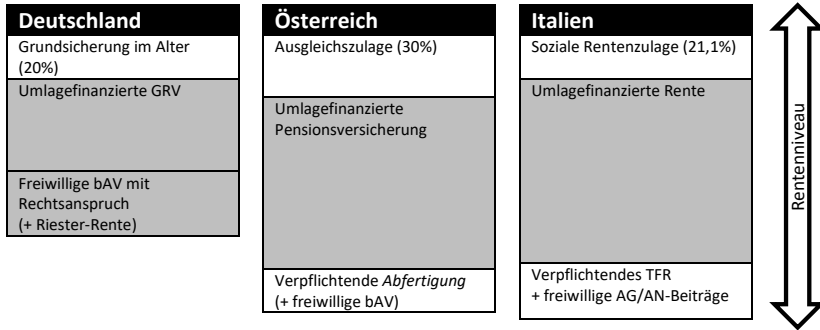 Deutschland
Grundsicherung im Alter
(20%)
Umlagefinanzierte GRV
Freiwillige bAV mit
Rechtsanspruch
(+ Riester-Rente)
Österreich
Ausgleichszulage (30%)
Umlagefinanzierte
Pensionsversicherung
Verpflichtende Abfertigung
(+ freiwillige bAV)
Italien
Soziale Rentenzulage (21,1%)
Umlagefinanzierte Rente
Verpflichtendes TFR
+ freiwillige AG/AN-Beiträge
Rentenniveau